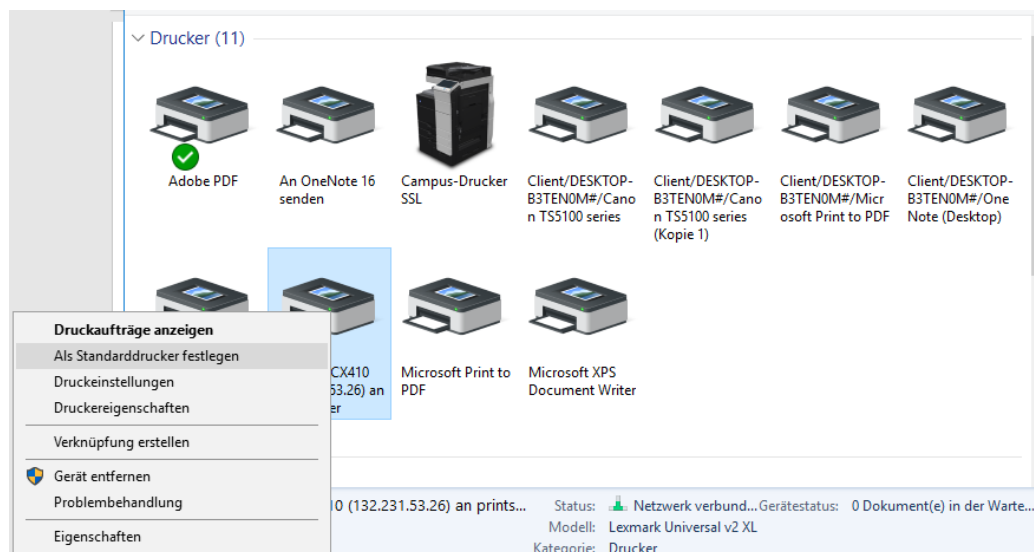 Drucker (11)
Adobe PDF
An OneNote 16
senden
Campus-Drucker
SSL
Client/DESKTOP-
B3TEN0M#/Cano
n TS5100 series
Client/DESKTOP-
B3TEN0M#/Cano
n TS5100 series
(Kopie 1)
Client/DESKTOP-
B3TEN0M#/Micr
osoft Print to PDF
Client/DESKTOP-
B3TEN0M#/One
Note (Desktop)
CX410
53.26) an
er
Microsoft Print to
PDF
Microsoft XPS
Document Writer
Druckaufträge anzeigen
Als Standarddrucker festlegen
Druckeinstellungen
Druckereigenschaften
Verknüpfung erstellen
Gerät entfernen
Problembehandlung
Eigenschaften
10 (132.231.53.26) an prints...
Status: Netzwerk verbund... Gerätestatus: 0 Dokument(e) in der Warte...
Modell: Lexmark Universal v2 XL
Kategorie: Drucker